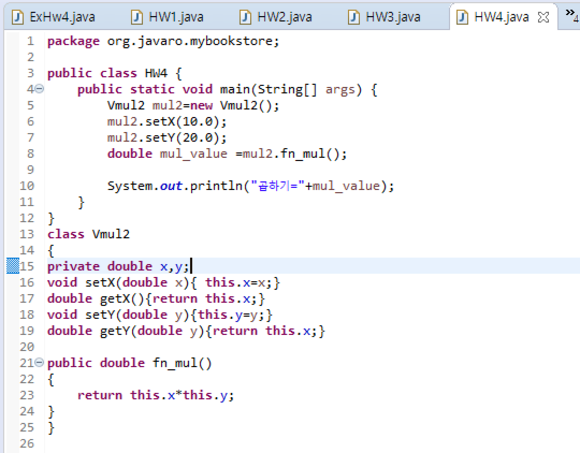 ExHw4.java HW1.java HW2.java HW3.java HW4.java »4
1 package org.javaro.mybookstore;
2
3 public class HW4 {
4 public static void main(String[] args) {
5 Vmul2 mul2=new Vmul2();
6 mul2.setX(10.0);
7 mul2.setY(20.0);
8 double mul_value =mul2.fn_mul();
9
10 System.out.println("곱하기="+mul_value);
11 }
12 }
13 class Vmul2
14 {
15 private double x,y;
16 void setX(double x){ this.x=x;}
17 double getX(){return this.x;}
18 void setY(double y){this.y=y;}
19 double getY(double y){return this.x;}
20
21 public double fn_mul()
22 {
23 return this.x*this.y;
24 }
25 }
26